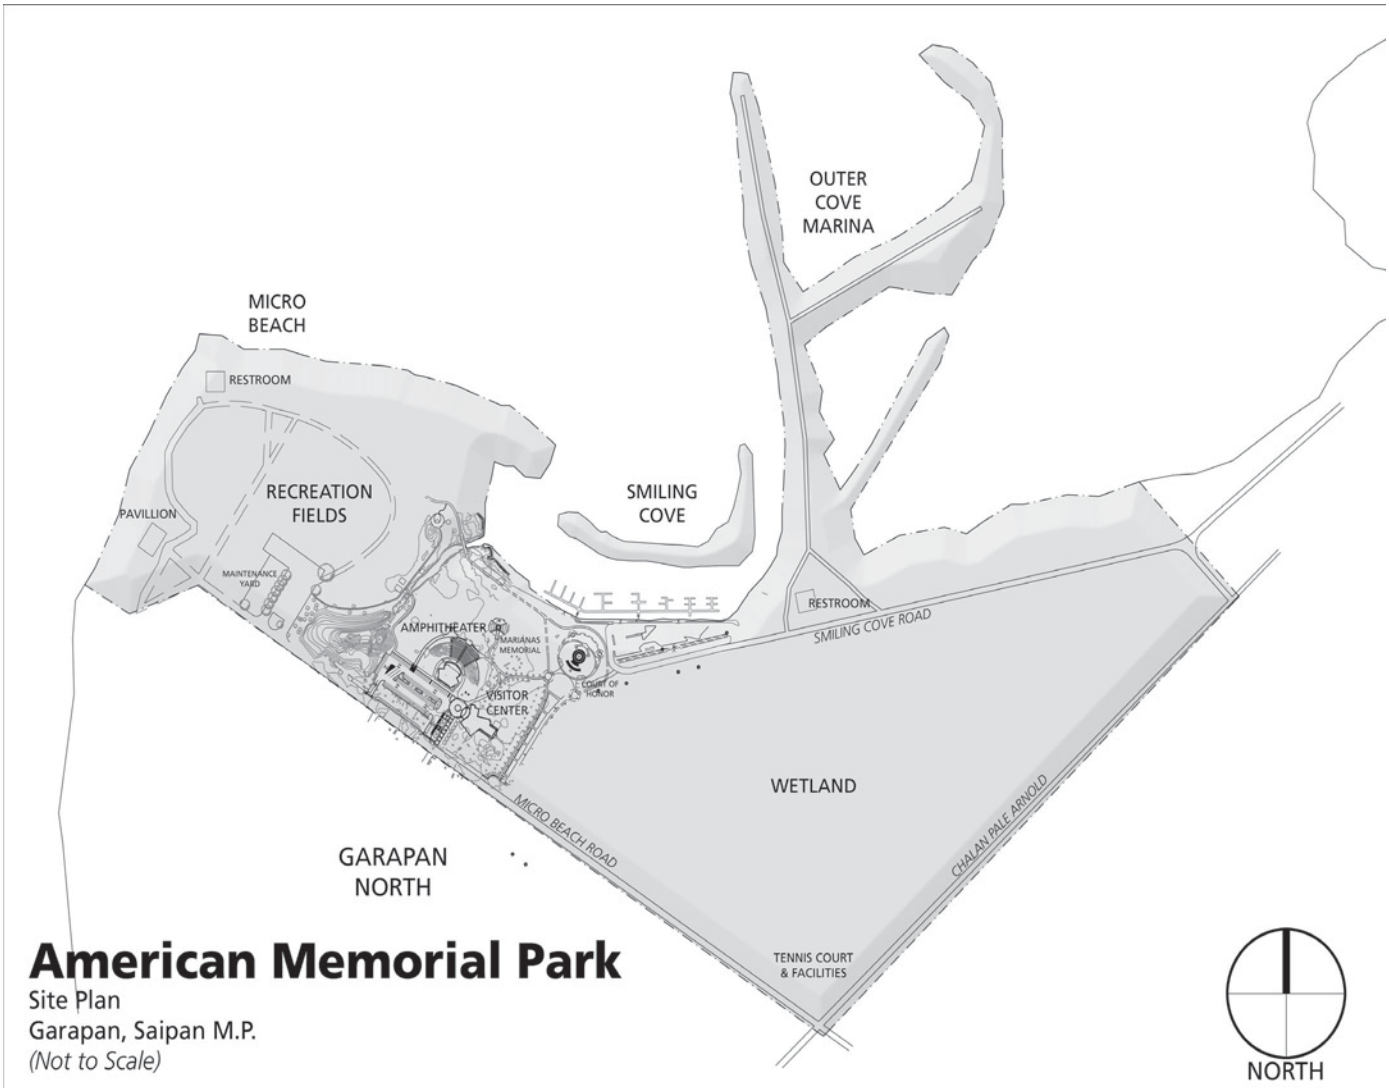 OUTER
COVE
MARINA
MICRO
BEACH
RESTROOM
RECREATION
FIELDS
SMILING
COVE
PAVILLION
MAINTENANCE
YARD
RESTROOM
AMPHITHEATER
MARIANAS
MEMORIAL
SMILING COVE ROAD
COURT OF
HONOR
VISITOR
CENTER
WETLAND
MICRO BEACH ROAD
CHALAN PALE ARNOLD
GARAPAN
NORTH
TENNIS COURT
& FACILITIES
American Memorial Park
Site Plan
Garapan, Saipan M.P.
(Not to Scale)
NORTH